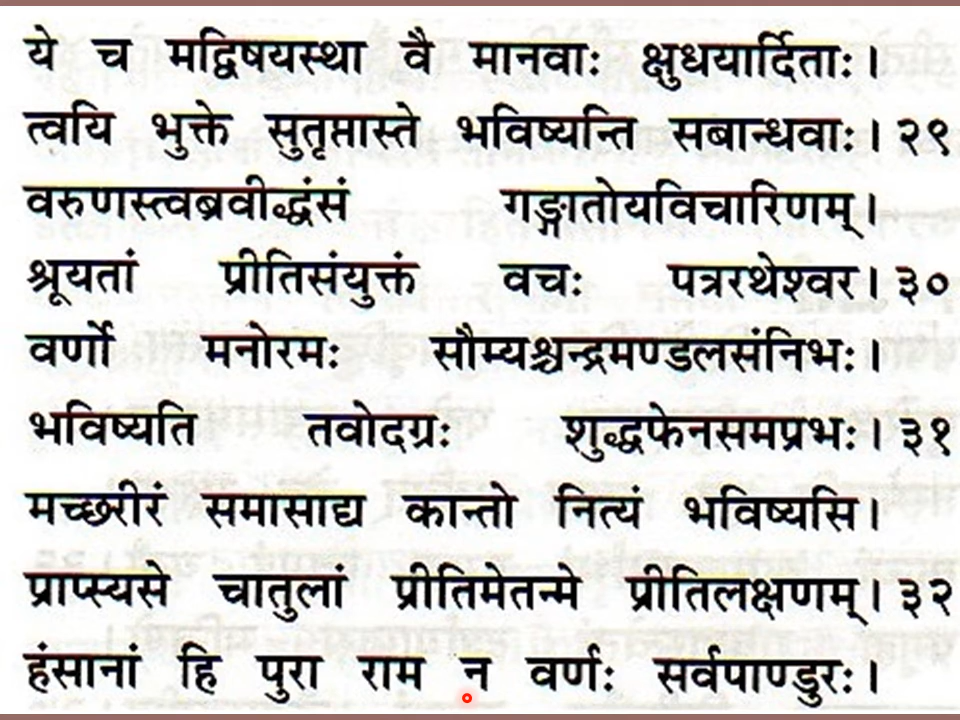 ये च मद्विषयस्था वै मानवाः क्षुधयार्दिताः।
त्वयि भुक्ते सुतृप्तास्ते भविष्यन्ति सबान्धवाः। २९
वरुणस्त्वब्रवीद्धंसं गङ्गातोयविचारिणम्।
श्रूयतां प्रीतिसंयुक्तं वचः पत्ररथेश्वर। ३०
वर्णो मनोरमः सौम्यश्चन्द्रमण्डलसंनिभः।
भविष्यति तवोदग्रः शुद्धफेनसमप्रभः। ३१
मच्छरीरं समासाद्य कान्तो नित्यं भविष्यसि।
प्राप्स्यसे चातुलां प्रीतिमेतन्मे प्रीतिलक्षणम्। ३२
हंसानां हि पुरा राम न वर्णः सर्वपाण्डुरः।